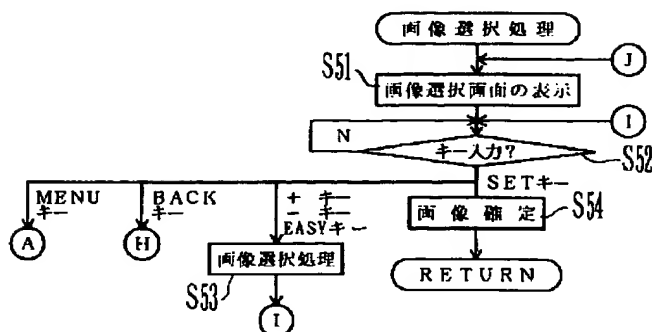 画像選択処理
J
S51
画像選択画面の表示
I
N
キー入力?
S52
SETキー
MENU
キー
BACK
キー
+ キー
- キー
EASYキー
画像確定
S54
A
H
画像選択処理
S53
RETURN
I